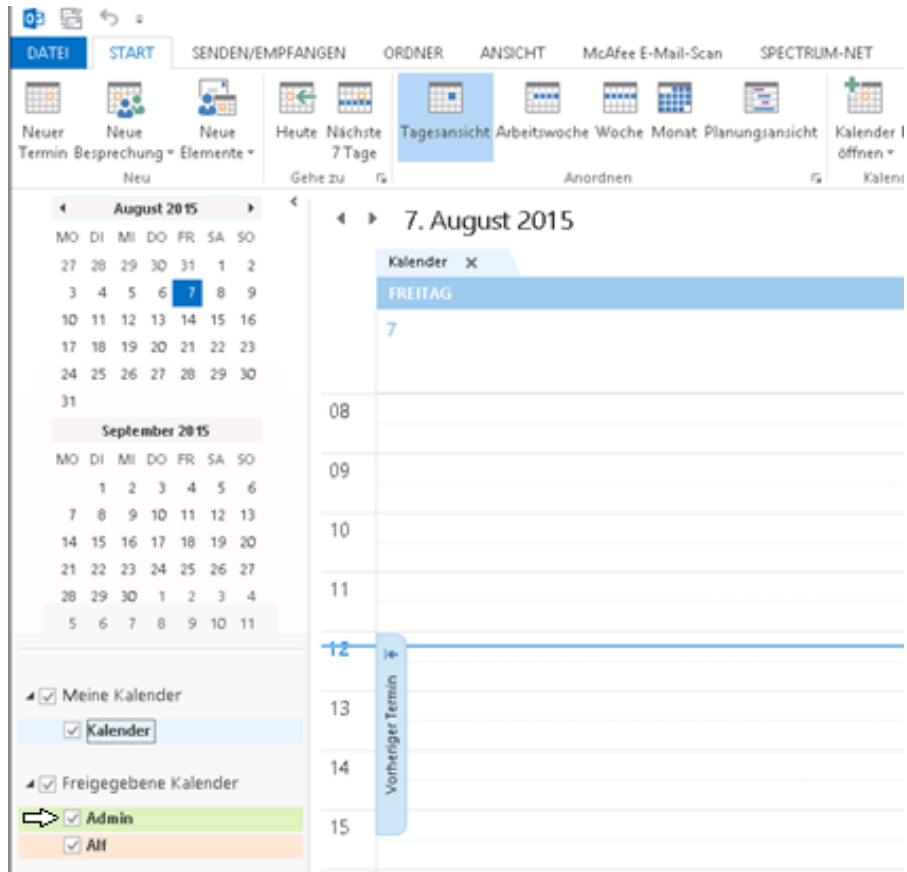 DATEI START SENDEN/EMPFANGEN ORDNER ANSICHT McAfee E-Mail-Scan SPECTRUM-NET
Neuer Neue Neue Heute Nächste Tagesansicht Arbeitswoche Woche Monat Planungsansicht Kalender
Termin Besprechung Elemente 7 Tage öffnen
Neu Gehe zu Anordnen Kalend
August 2015
MO DI MI DO FR SA SO
27 28 29 30 31 1 2
3 4 5 6 7 8 9
10 11 12 13 14 15 16
17 18 19 20 21 22 23
24 25 26 27 28 29 30
31
September 2015
MO DI MI DO FR SA SO
1 2 3 4 5 6
7 8 9 10 11 12 13
14 15 16 17 18 19 20
21 22 23 24 25 26 27
28 29 30 1 2 3 4
5 6 7 8 9 10 11
Meine Kalender
Kalender
Freigegebene Kalender
Admin
Alf
7. August 2015
Kalender
FREITAG
7
08
09
10
11
12
13
14
15
Vorheriger Termin